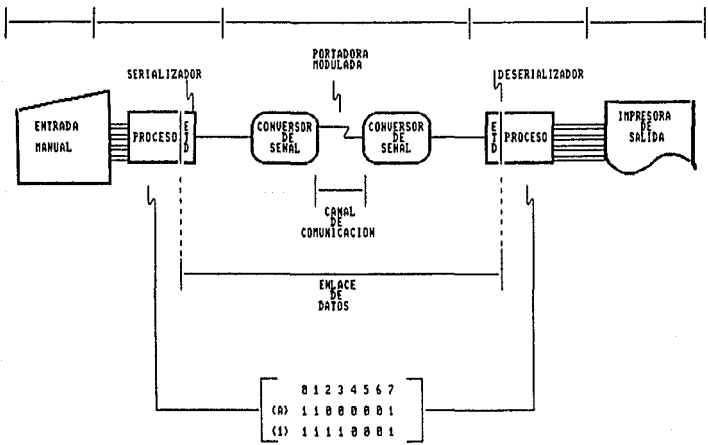 PORTADORA
MODULADA
SERIALIZADOR
DESERIALIZADOR
ENTRADA
MANUAL
PROCESO
ETD
CONVERSOR
DE
SEÑAL
CONVERSOR
DE
SEÑAL
ETD
PROCESO
IMPRESORA
DE
SALIDA
CANAL
DE
COMUNICACION
ENLACE
DE
DATOS
0 1 2 3 4 5 6 7
(A) 1 1 0 0 0 0 0 1
(1) 1 1 1 1 0 0 0 1